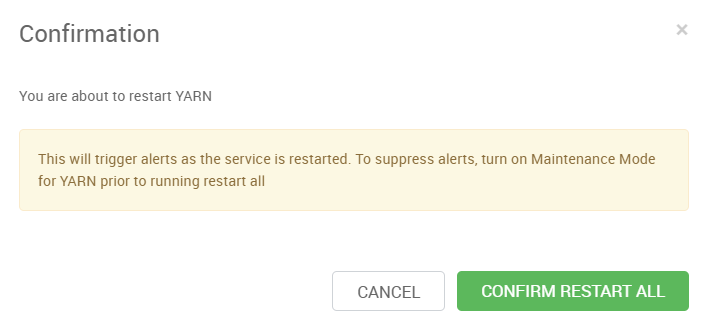 Confirmation
×
You are about to restart YARN
This will trigger alerts as the service is restarted. To suppress alerts, turn on Maintenance Mode
for YARN prior to running restart all
CANCEL
CONFIRM RESTART ALL